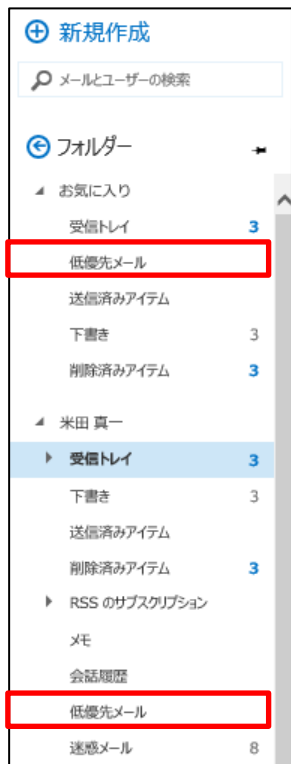 新規作成
メールとユーザーの検索
フォルダー
お気に入り
受信トレイ 3
低優先メール
送信済みアイテム
下書き 3
削除済みアイテム 3
米田 真一
受信トレイ 3
下書き 3
送信済みアイテム
削除済みアイテム 3
RSS のサブスクリプション
メモ
会話履歴
低優先メール
迷惑メール 8